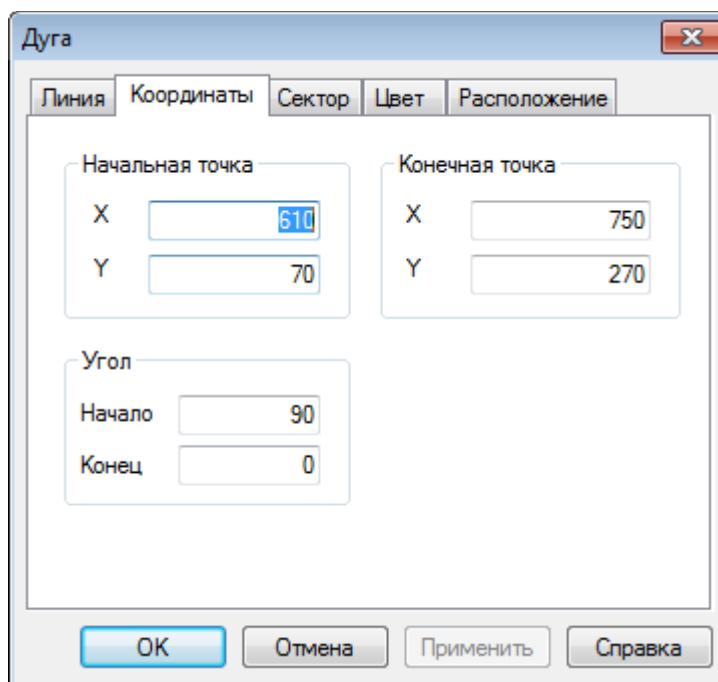 Дуга
Линия Координаты Сектор Цвет Расположение
Начальная точка Конечная точка
X 610 X 750
Y 70 Y 270
Угол
Начало 90
Конец 0
OK Отмена Применить Справка